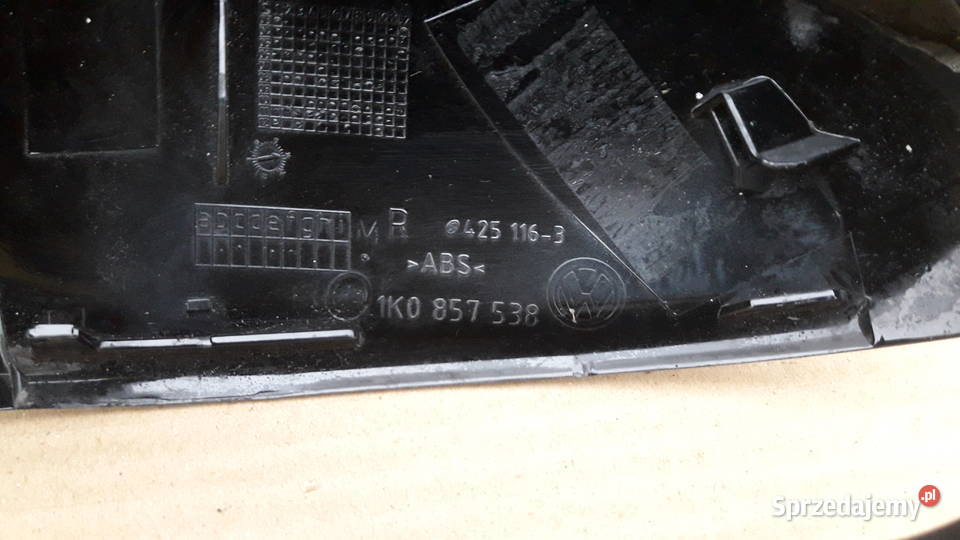 abcdefghi
M R 425 116-3
>ABS<
1K0 857 538
Sprzedajemy.pl